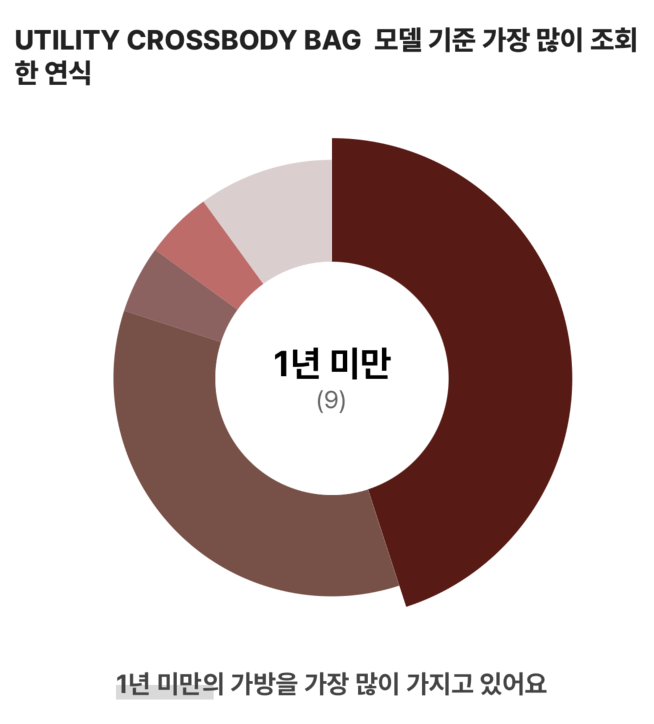 UTILITY CROSSBODY BAG 모델 기준 가장 많이 조회
한 연식
1년 미만
(9)
1년 미만의 가방을 가장 많이 가지고 있어요